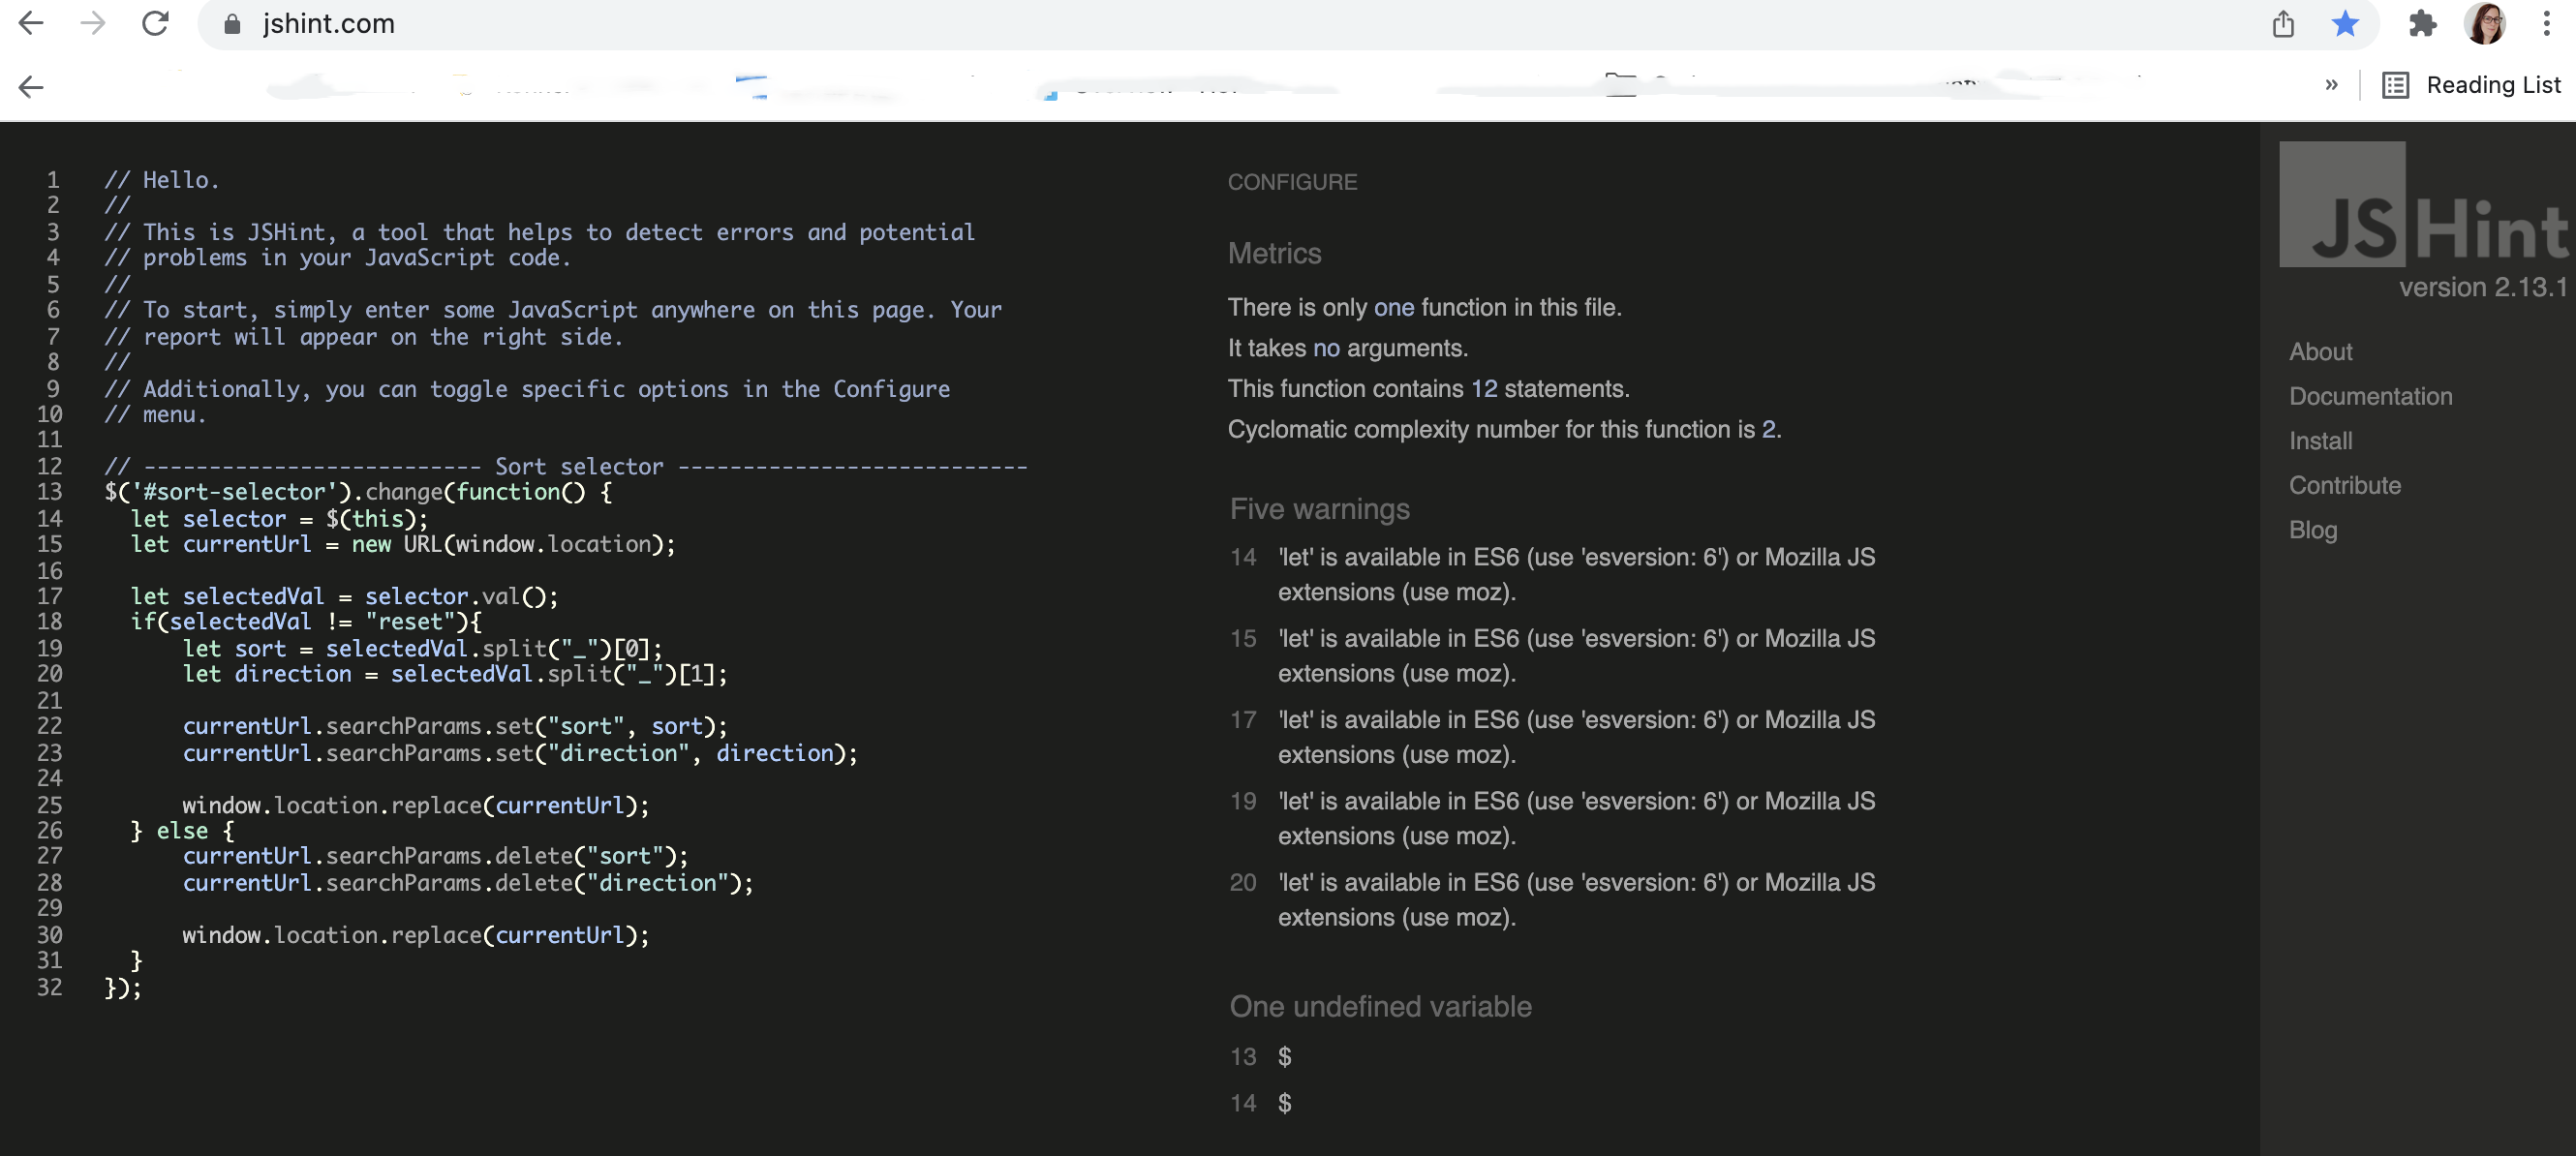 jshint.com
» Reading List
1 // Hello.
2 //
3 // This is JSHint, a tool that helps to detect errors and potential
4 // problems in your JavaScript code.
5 //
6 // To start, simply enter some JavaScript anywhere on this page. Your
7 // report will appear on the right side.
8 //
9 // Additionally, you can toggle specific options in the Configure
10 // menu.
11
12 // -------------------------- Sort selector ---------------------------
13 $('#sort-selector').change(function() {
14 let selector = $(this);
15 let currentUrl = new URL(window.location);
16
17 let selectedVal = selector.val();
18 if(selectedVal != "reset"){
19 let sort = selectedVal.split("_")[0];
20 let direction = selectedVal.split("_")[1];
21
22 currentUrl.searchParams.set("sort", sort);
23 currentUrl.searchParams.set("direction", direction);
24
25 window.location.replace(currentUrl);
26 } else {
27 currentUrl.searchParams.delete("sort");
28 currentUrl.searchParams.delete("direction");
29
30 window.location.replace(currentUrl);
31 }
32 });
CONFIGURE
Metrics
There is only one function in this file.
It takes no arguments.
This function contains 12 statements.
Cyclomatic complexity number for this function is 2.
Five warnings
14 'let' is available in ES6 (use 'esversion: 6') or Mozilla JS
extensions (use moz).
15 'let' is available in ES6 (use 'esversion: 6') or Mozilla JS
extensions (use moz).
17 'let' is available in ES6 (use 'esversion: 6') or Mozilla JS
extensions (use moz).
19 'let' is available in ES6 (use 'esversion: 6') or Mozilla JS
extensions (use moz).
20 'let' is available in ES6 (use 'esversion: 6') or Mozilla JS
extensions (use moz).
One undefined variable
13 $
14 $
JSHint
version 2.13.1
About
Documentation
Install
Contribute
Blog